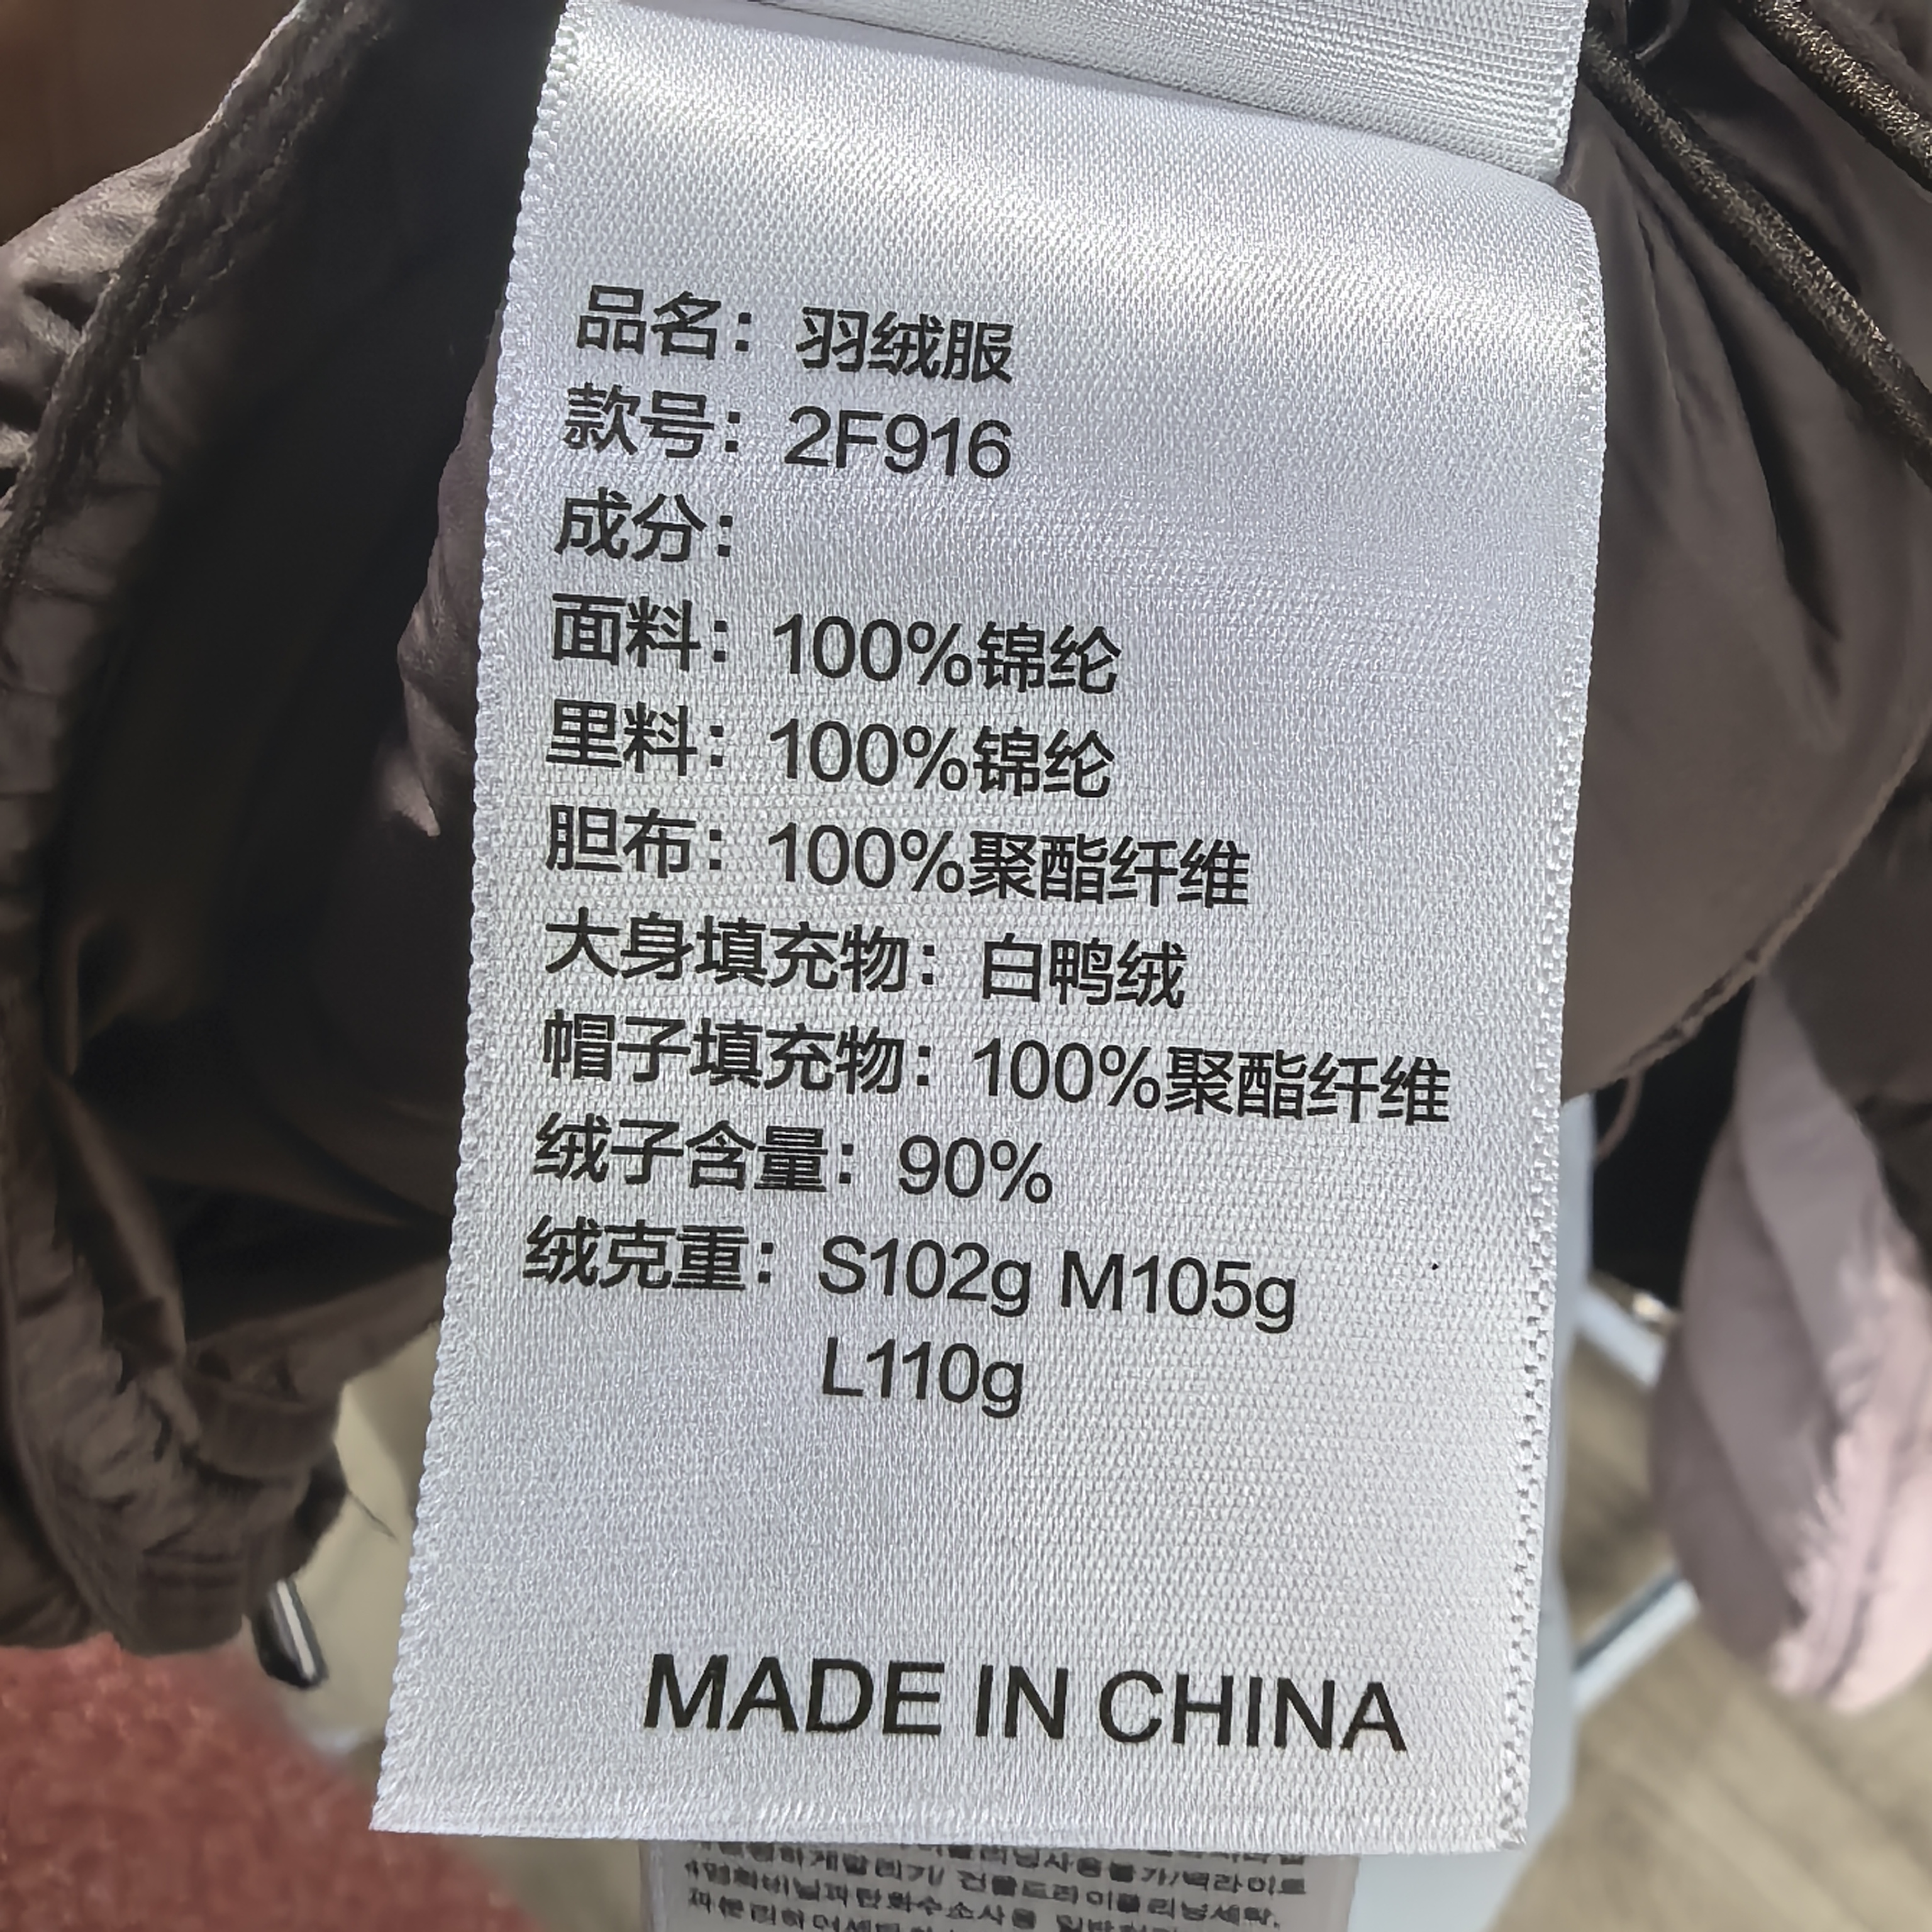 品名：羽绒服
款号：2F916
成分：
面料：100%锦纶
里料：100%锦纶
胆布：100%聚酯纤维
大身填充物：白鸭绒
帽子填充物：100%聚酯纤维
绒子含量：90%
绒克重：S102g M105g
L110g
MADE IN CHINA